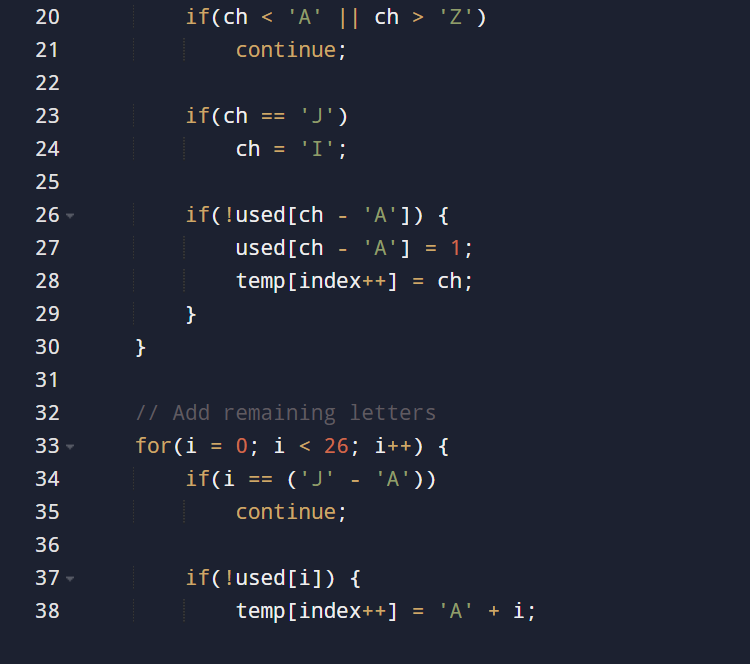 20         if(ch < 'A' || ch > 'Z')
21             continue;
22
23         if(ch == 'J')
24             ch = 'I';
25
26         if(!used[ch - 'A']) {
27             used[ch - 'A'] = 1;
28             temp[index++] = ch;
29         }
30     }
31
32     // Add remaining letters
33     for(i = 0; i < 26; i++) {
34         if(i == ('J' - 'A'))
35             continue;
36
37         if(!used[i]) {
38             temp[index++] = 'A' + i;